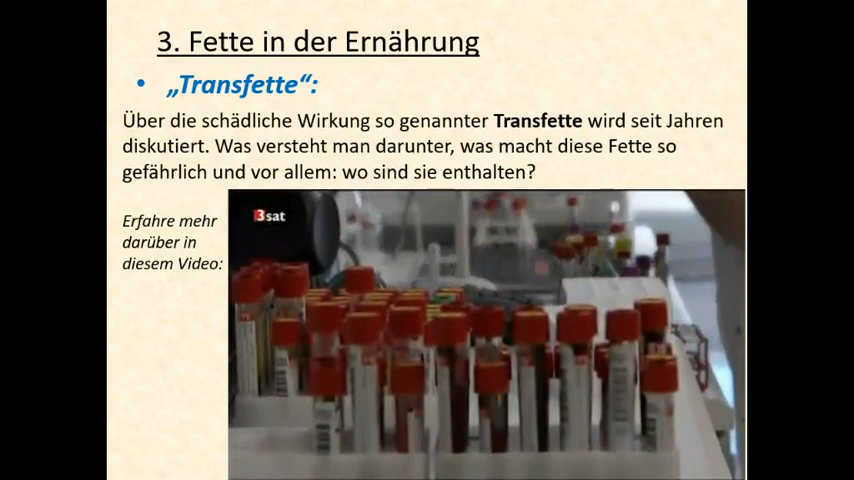 3. Fette in der Ernährung
• „Transfette“:
Über die schädliche Wirkung so genannter Transfette wird seit Jahren
diskutiert. Was versteht man darunter, was macht diese Fette so
gefährlich und vor allem: wo sind sie enthalten?
Erfahre mehr
darüber in
diesem Video:
3sat